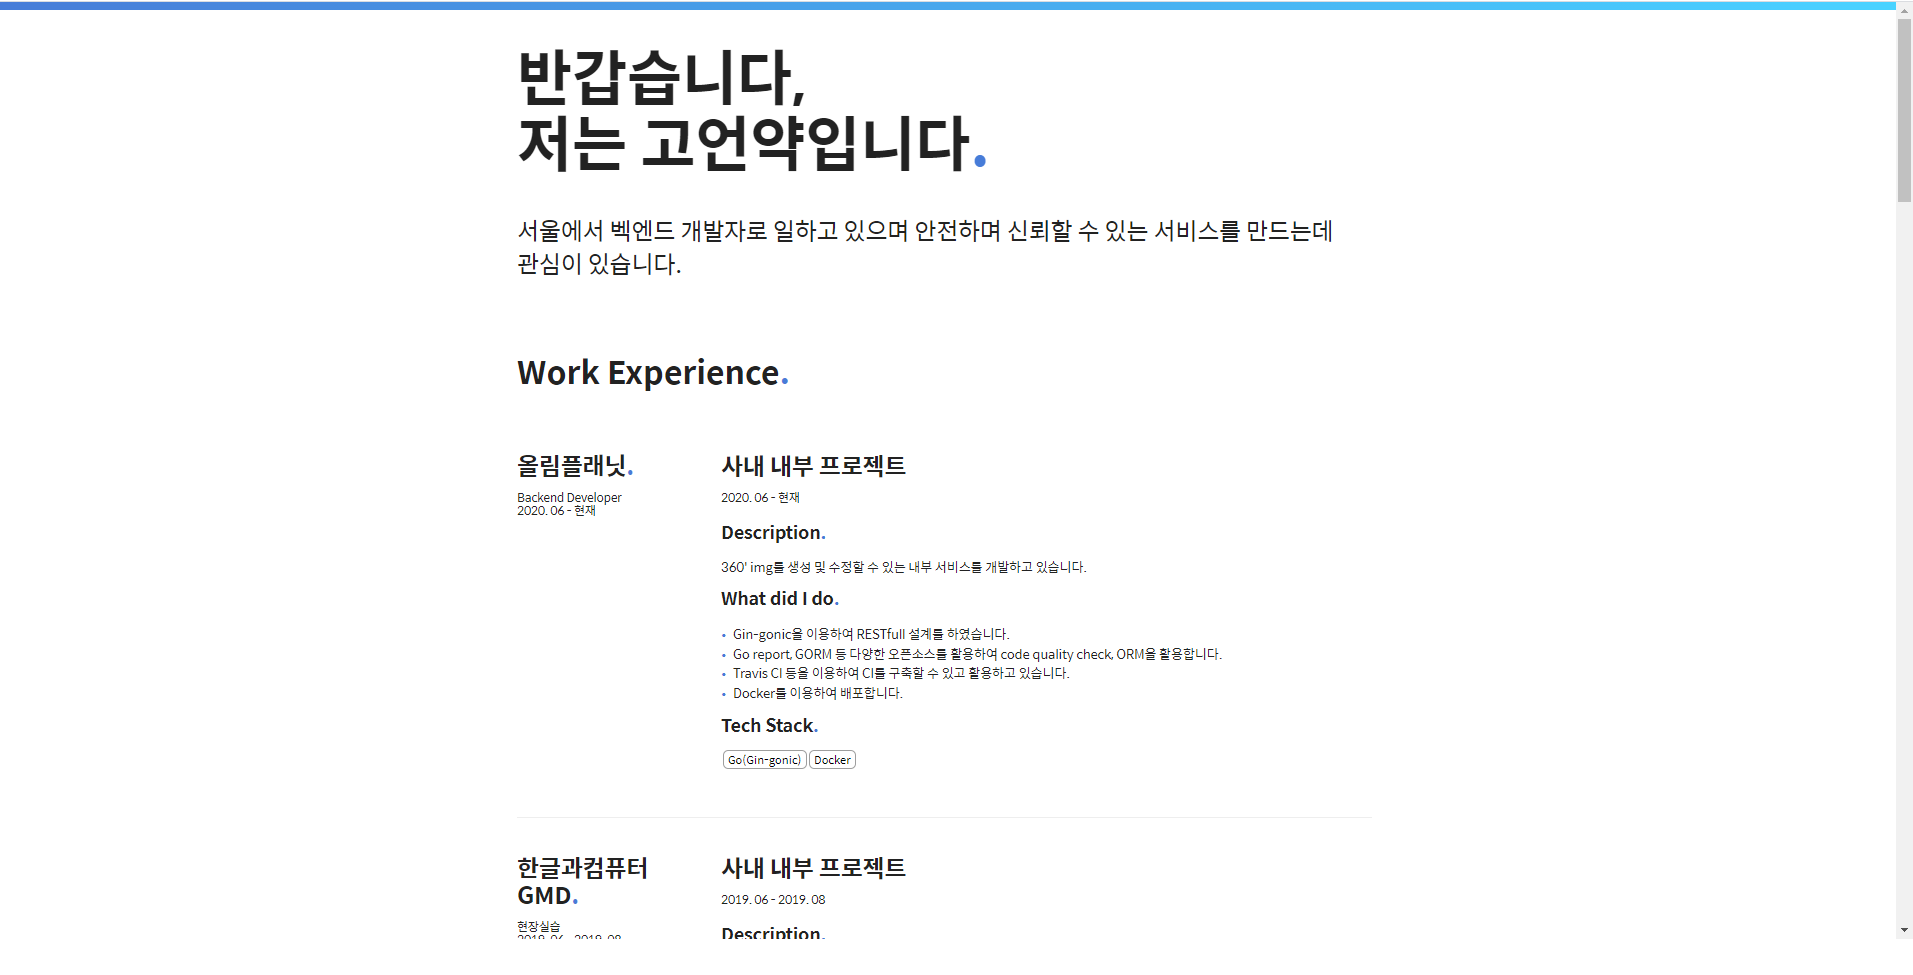 반갑습니다,
저는 고언약입니다.
서울에서 벡엔드 개발자로 일하고 있으며 안전하며 신뢰할 수 있는 서비스를 만드는데
관심이 있습니다.
Work Experience.
올림플래닛.
Backend Developer
2020. 06 - 현재
사내 내부 프로젝트
2020. 06 - 현재
Description.
360' img를 생성 및 수정할 수 있는 내부 서비스를 개발하고 있습니다.
What did I do.
• Gin-gonic을 이용하여 RESTfull 설계를 하였습니다.
• Go report, GORM 등 다양한 오픈소스를 활용하여 code quality check, ORM을 활용합니다.
• Travis CI 등을 이용하여 CI를 구축할 수 있고 활용하고 있습니다.
• Docker를 이용하여 배포합니다.
Tech Stack.
Go(Gin-gonic) Docker
한글과컴퓨터
GMD.
현장실습
2019. 06 - 2019. 08
사내 내부 프로젝트
2019. 06 - 2019. 08
Description.